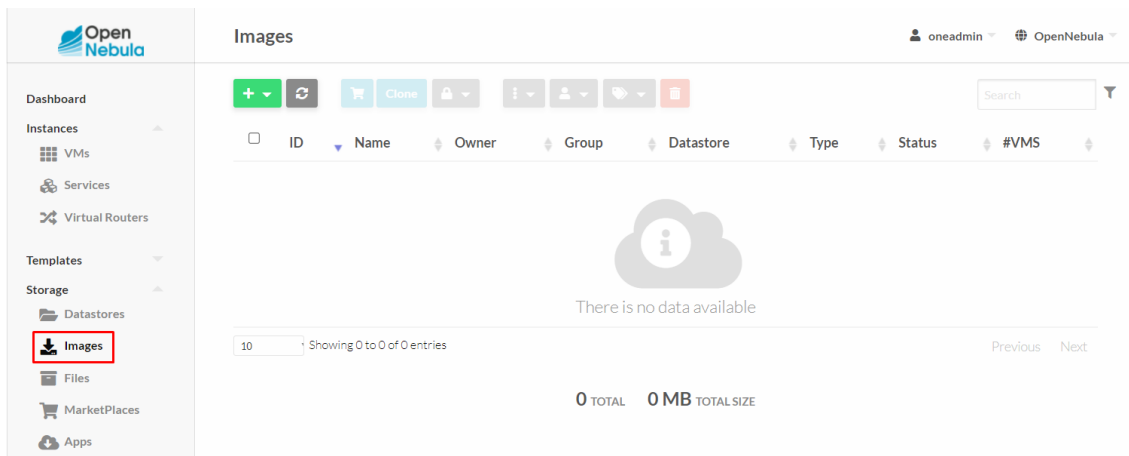 Open
Nebula
Images
oneadmin
OpenNebula
Dashboard
Instances
VMs
Services
Virtual Routers
Templates
Storage
Datastores
Images
Files
MarketPlaces
Apps
+
Clone
Search
ID Name Owner Group Datastore Type Status #VMS
There is no data available
10 Showing 0 to 0 of 0 entries
Previous Next
0 TOTAL 0 MB TOTAL SIZE